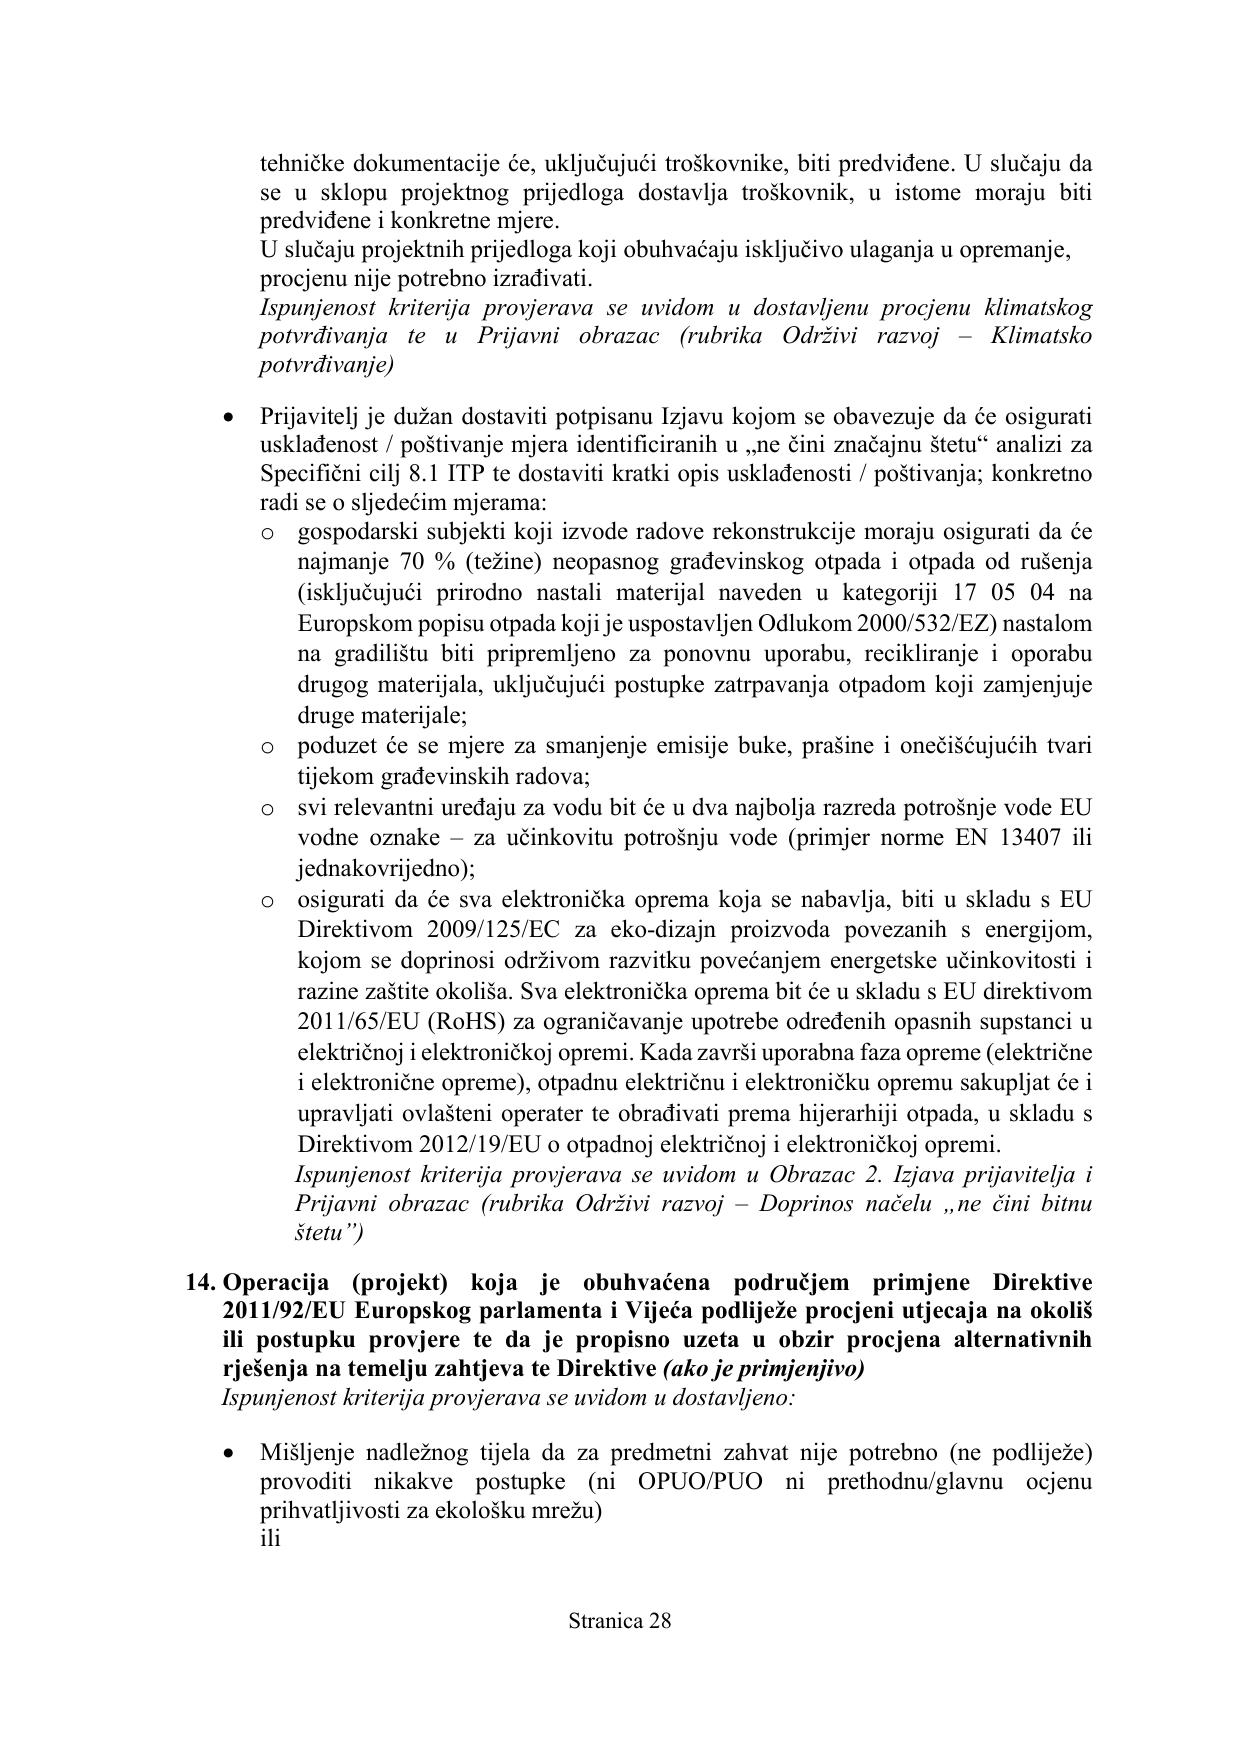 tehničke dokumentacije će, uključujući troškovnike, biti predviđene. U slučaju da
se u sklopu projektnog prijedloga dostavlja troškovnik, u istome moraju biti
predviđene i konkretne mjere.
U slučaju projektnih prijedloga koji obuhvaćaju isključivo ulaganja u opremanje,
procjenu nije potrebno izrađivati.
Ispunjenost kriterija provjerava se uvidom u dostavljenu procjenu klimatskog
potvrđivanja te u Prijavni obrazac (rubrika Održivi razvoj – Klimatsko
potvrđivanje)
• Prijavitelj je dužan dostaviti potpisanu Izjavu kojom se obavezuje da će osigurati
usklađenost / poštivanje mjera identificiranih u „ne čini značajnu štetu“ analizi za
Specifični cilj 8.1 ITP te dostaviti kratki opis usklađenosti / poštivanja; konkretno
radi se o sljedećim mjerama:
o gospodarski subjekti koji izvode radove rekonstrukcije moraju osigurati da će
najmanje 70 % (težine) neopasnog građevinskog otpada i otpada od rušenja
(isključujući prirodno nastali materijal naveden u kategoriji 17 05 04 na
Europskom popisu otpada koji je uspostavljen Odlukom 2000/532/EZ) nastalom
na gradilištu biti pripremljeno za ponovnu uporabu, recikliranje i oporabu
drugog materijala, uključujući postupke zatrpavanja otpadom koji zamjenjuje
druge materijale;
o poduzet će se mjere za smanjenje emisije buke, prašine i onečišćujućih tvari
tijekom građevinskih radova;
o svi relevantni uređaju za vodu bit će u dva najbolja razreda potrošnje vode EU
vodne oznake – za učinkovitu potrošnju vode (primjer norme EN 13407 ili
jednakovrijedno);
o osigurati da će sva elektronička oprema koja se nabavlja, biti u skladu s EU
Direktivom 2009/125/EC za eko-dizajn proizvoda povezanih s energijom,
kojom se doprinosi održivom razvitku povećanjem energetske učinkovitosti i
razine zaštite okoliša. Sva elektronička oprema bit će u skladu s EU direktivom
2011/65/EU (RoHS) za ograničavanje upotrebe određenih opasnih supstanci u
električnoj i elektroničkoj opremi. Kada završi uporabna faza opreme (električne
i elektronične opreme), otpadnu električnu i elektroničku opremu sakupljat će i
upravljati ovlašteni operater te obrađivati prema hijerarhiji otpada, u skladu s
Direktivom 2012/19/EU o otpadnoj električnoj i elektroničkoj opremi.
Ispunjenost kriterija provjerava se uvidom u Obrazac 2. Izjava prijavitelja i
Prijavni obrazac (rubrika Održivi razvoj – Doprinos načelu „ne čini bitnu
štetu”)
14. Operacija (projekt) koja je obuhvaćena područjem primjene Direktive
2011/92/EU Europskog parlamenta i Vijeća podliježe procjeni utjecaja na okoliš
ili postupku provjere te da je propisno uzeta u obzir procjena alternativnih
rješenja na temelju zahtjeva te Direktive (ako je primjenjivo)
Ispunjenost kriterija provjerava se uvidom u dostavljeno:
• Mišljenje nadležnog tijela da za predmetni zahvat nije potrebno (ne podliježe)
provoditi nikakve postupke (ni OPUO/PUO ni prethodnu/glavnu ocjenu
prihvatljivosti za ekološku mrežu)
ili
Stranica 28